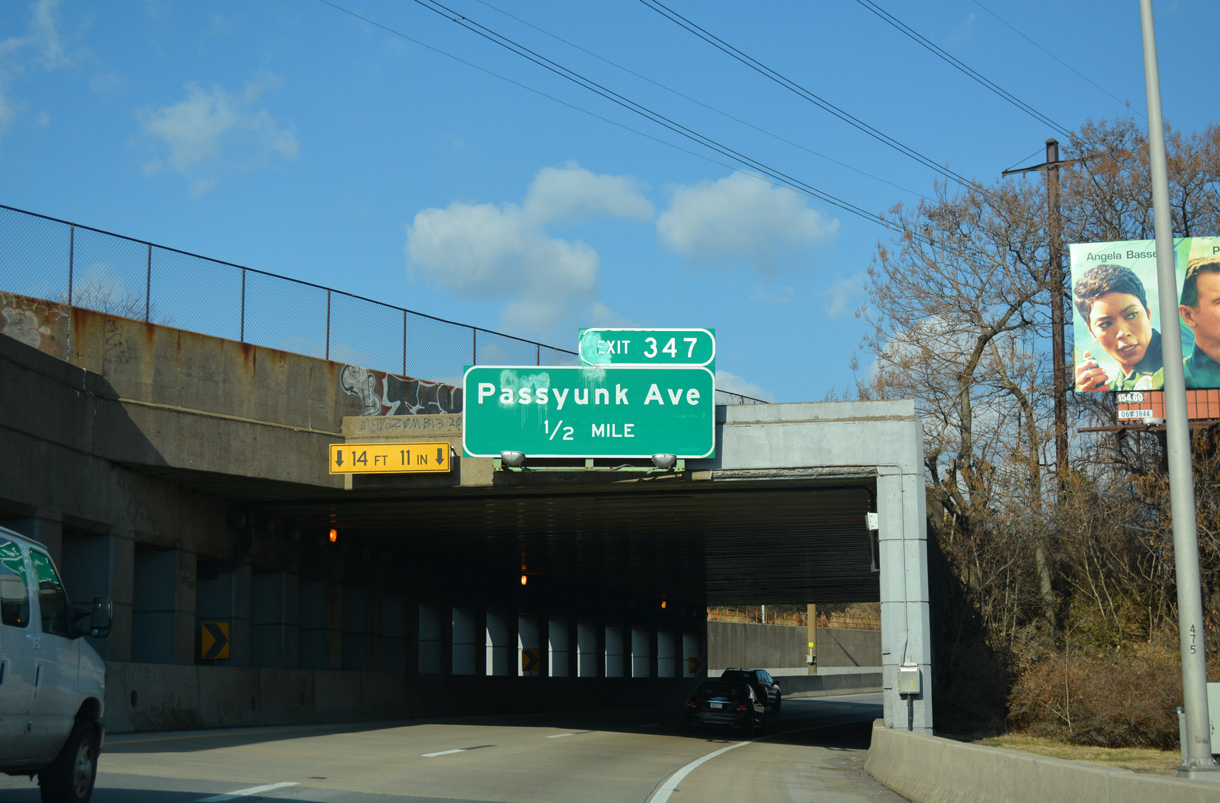 EXIT 347
Passyunk Ave
1/2 MILE
14 FT 11 IN
Angela Basse
P
154.60
475